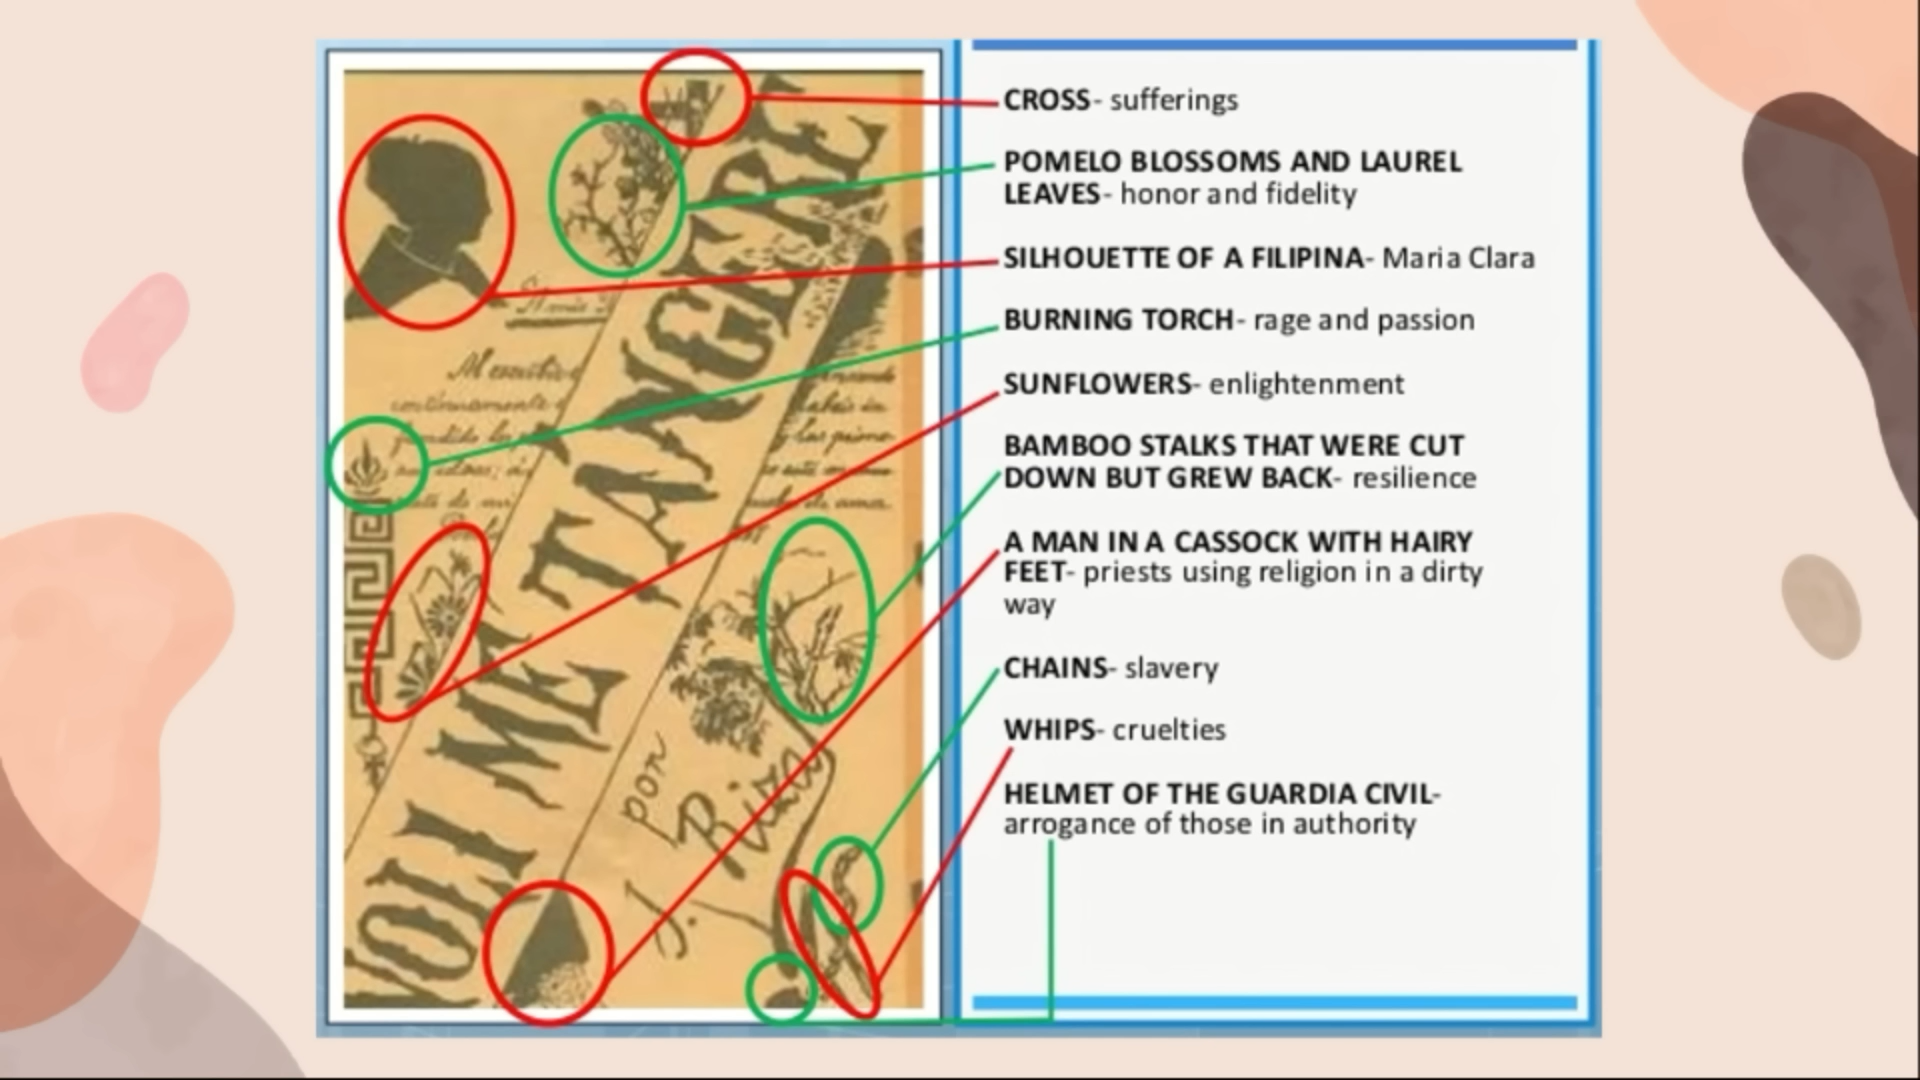 CROSS- sufferings
POMELO BLOSSOMS AND LAUREL
LEAVES- honor and fidelity
SILHOUETTE OF A FILIPINA- Maria Clara
BURNING TORCH- rage and passion
SUNFLOWERS- enlightenment
BAMBOO STALKS THAT WERE CUT
DOWN BUT GREW BACK- resilience
A MAN IN A CASSOCK WITH HAIRY
FEET- priests using religion in a dirty
way
CHAINS- slavery
WHIPS- cruelties
HELMET OF THE GUARDIA CIVIL-
arrogance of those in authority
NOLI ME TANGERE
por
J. Rizal